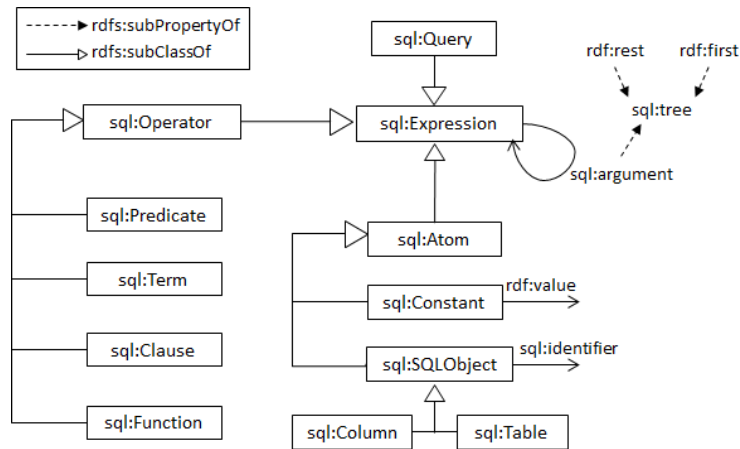 rdfs:subPropertyOf
rdfs:subClassOf
sql:Query
rdf:rest
rdf:first
sql:Operator
sql:Expression
sql:tree
sql:argument
sql:Predicate
sql:Atom
sql:Term
sql:Constant
rdf:value
sql:Clause
sql:SQLObject
sql:identifier
sql:Function
sql:Column
sql:Table